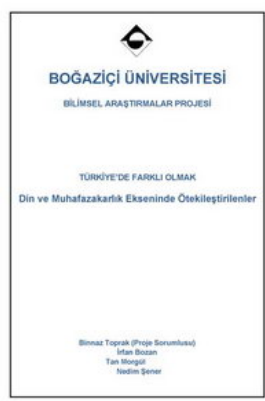 BOĞAZİÇİ ÜNİVERSİTESİ
BİLİMSEL ARAŞTIRMALAR PROJESİ
TÜRKİYE'DE FARKLI OLMAK
Din ve Muhafazakarlık Ekseninde Ötekileştirilenler
Binnaz Toprak (Proje Sorumlusu)
İrfan Bozan
Tan Morgül
Nedim Şener